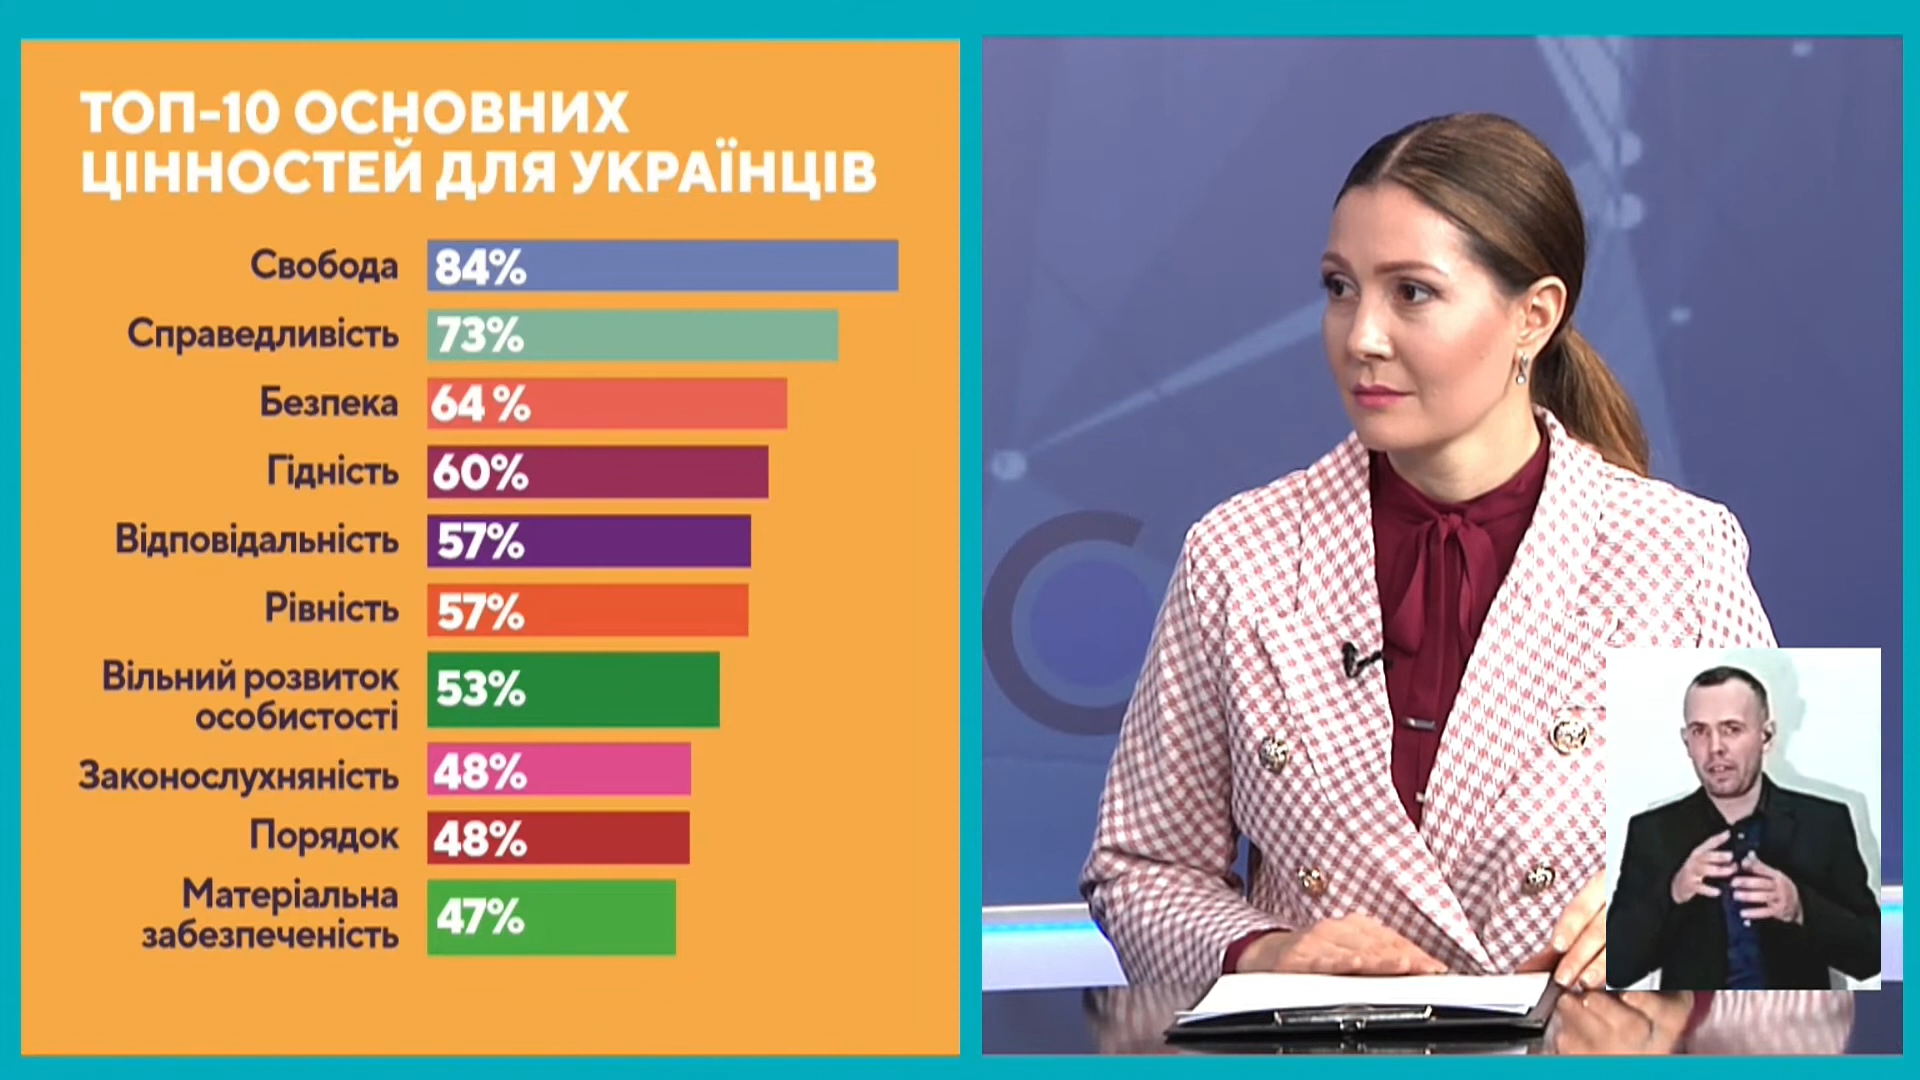 ТОП-10 ОСНОВНИХ
ЦІННОСТЕЙ ДЛЯ УКРАЇНЦІВ
Свобода 84%
Справедливість 73%
Безпека 64 %
Гідність 60%
Відповідальність 57%
Рівність 57%
Вільний розвиток
особистості 53%
Законослухняність 48%
Порядок 48%
Матеріальна
забезпеченість 47%